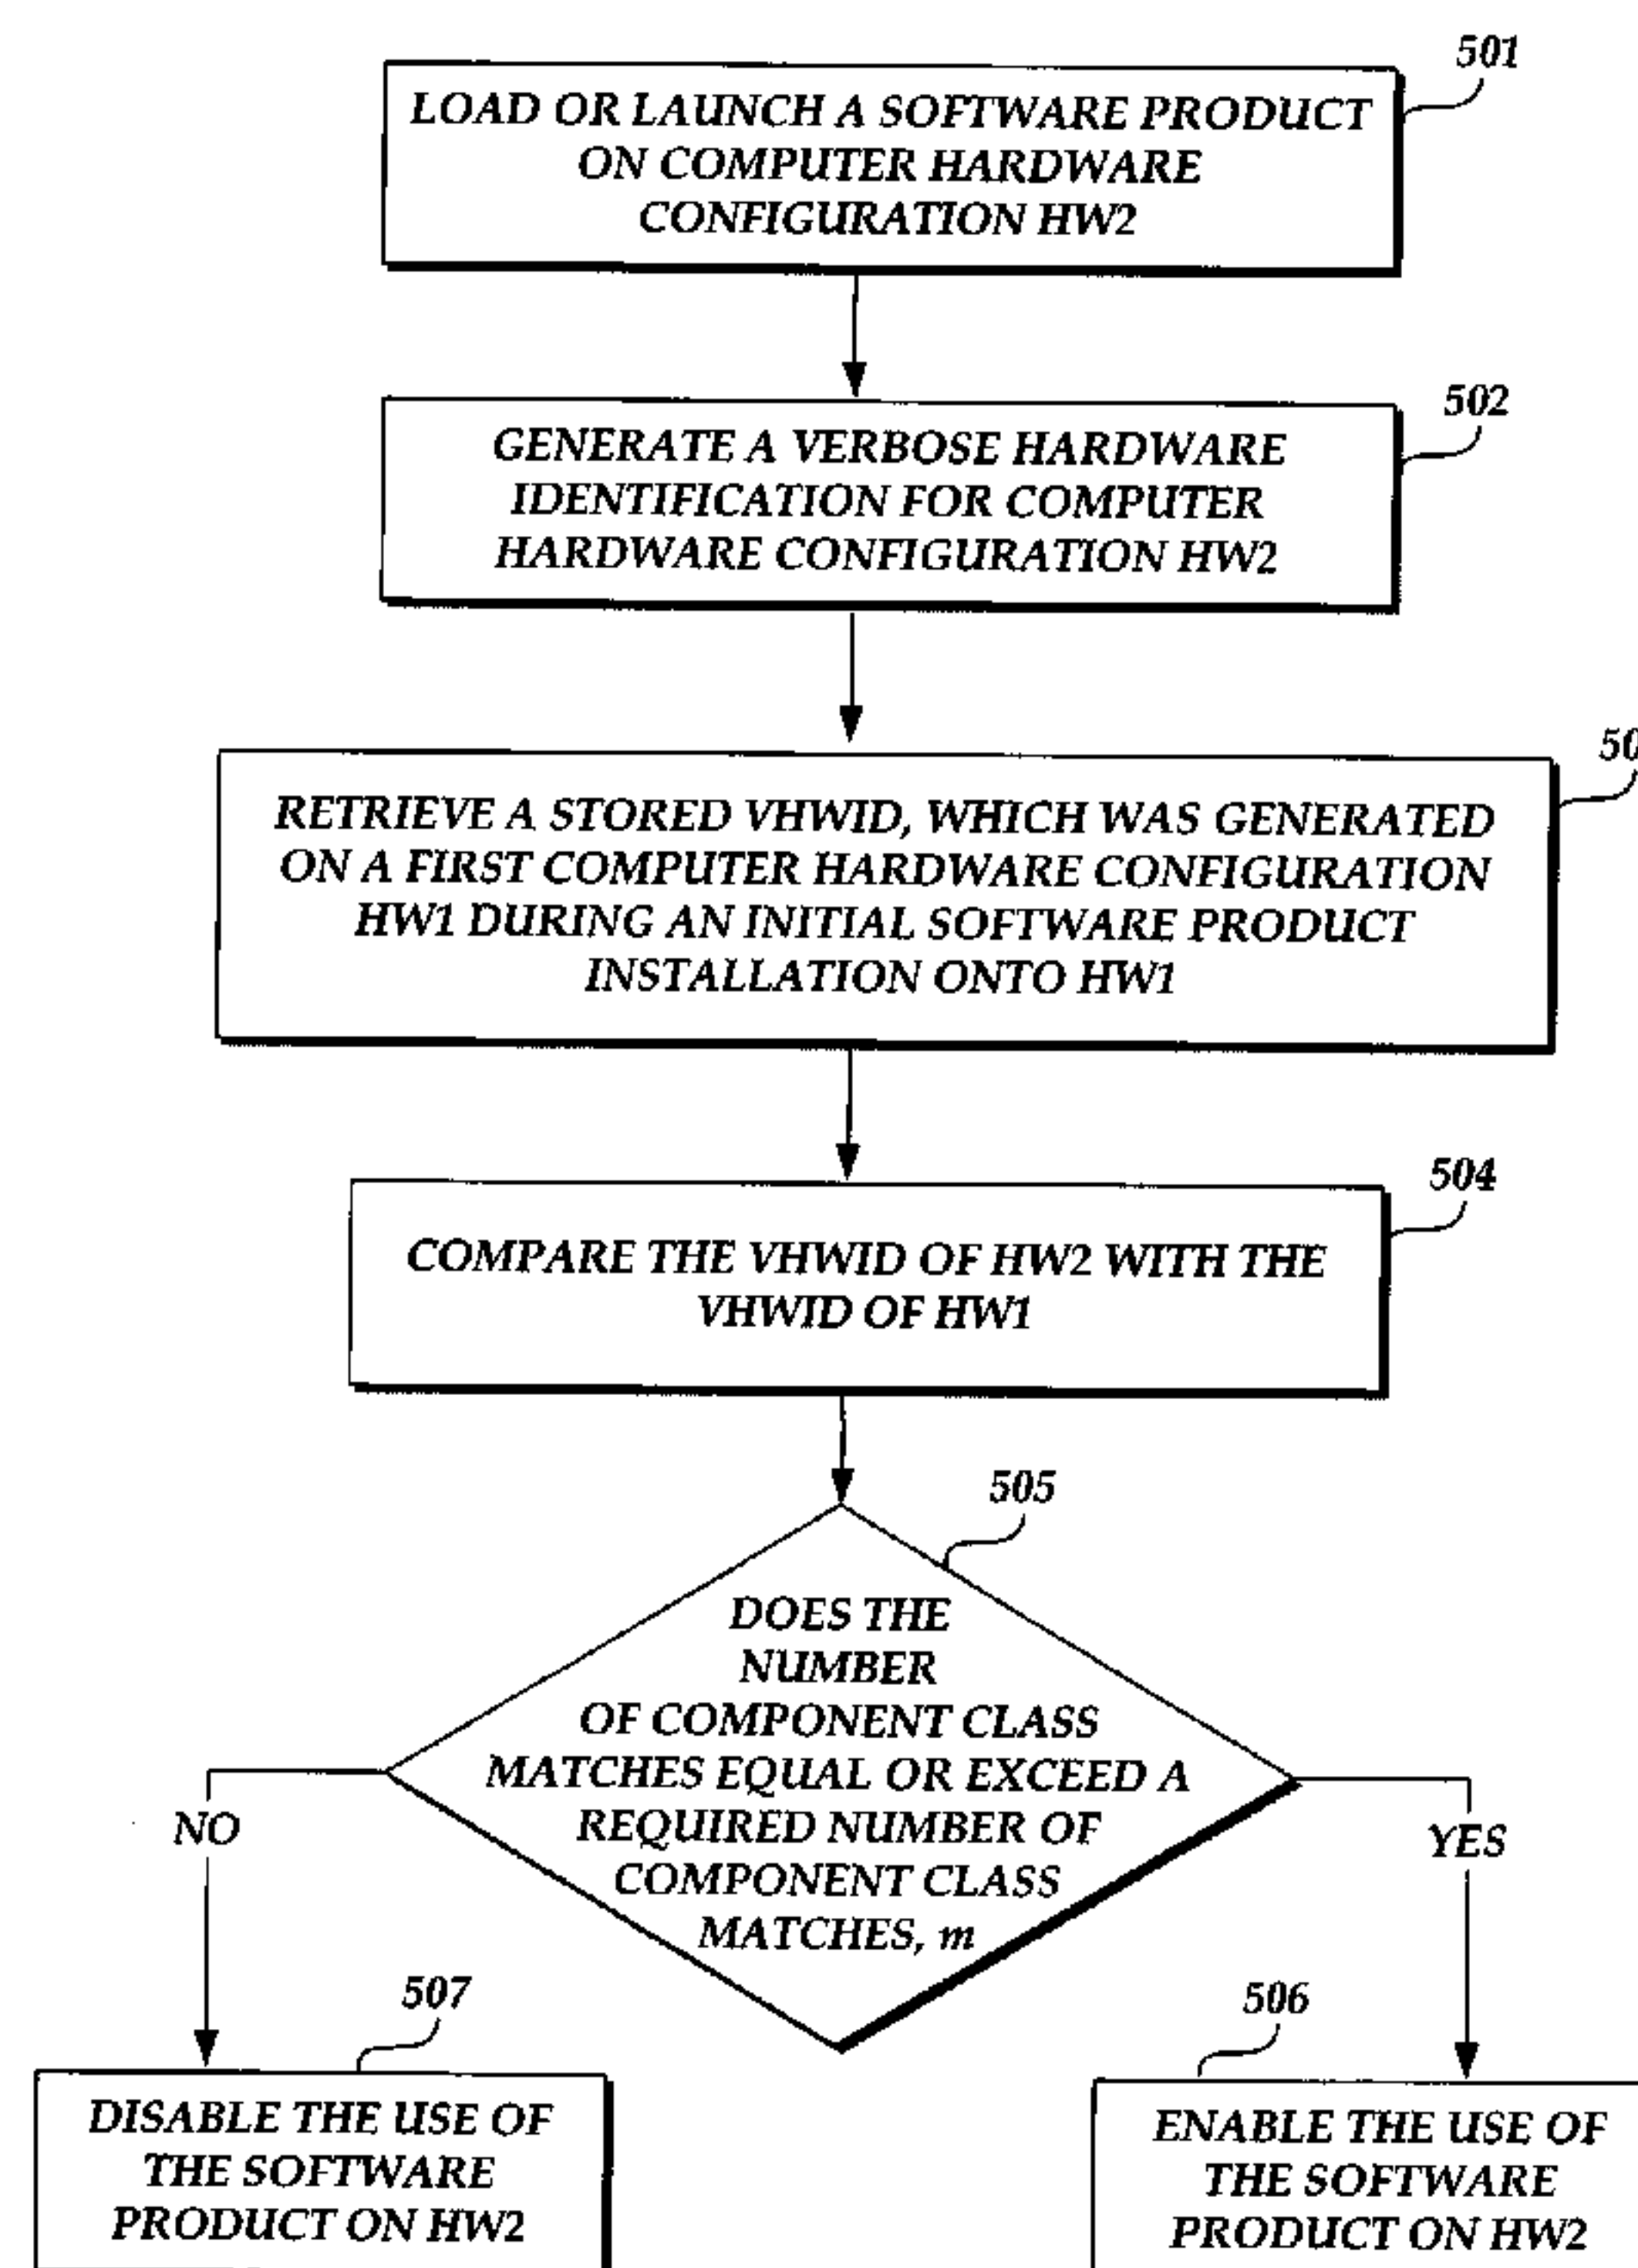 501
LOAD OR LAUNCH A SOFTWARE PRODUCT
ON COMPUTER HARDWARE
CONFIGURATION HW2
502
GENERATE A VERBOSE HARDWARE
IDENTIFICATION FOR COMPUTER
HARDWARE CONFIGURATION HW2
50
RETRIEVE A STORED VHWID, WHICH WAS GENERATED
ON A FIRST COMPUTER HARDWARE CONFIGURATION
HW1 DURING AN INITIAL SOFTWARE PRODUCT
INSTALLATION ONTO HW1
504
COMPARE THE VHWID OF HW2 WITH THE
VHWID OF HW1
505
DOES THE
NUMBER
OF COMPONENT CLASS
MATCHES EQUAL OR EXCEED A
REQUIRED NUMBER OF
COMPONENT CLASS
MATCHES, m
NO
YES
507
DISABLE THE USE OF
THE SOFTWARE
PRODUCT ON HW2
506
ENABLE THE USE OF
THE SOFTWARE
PRODUCT ON HW2